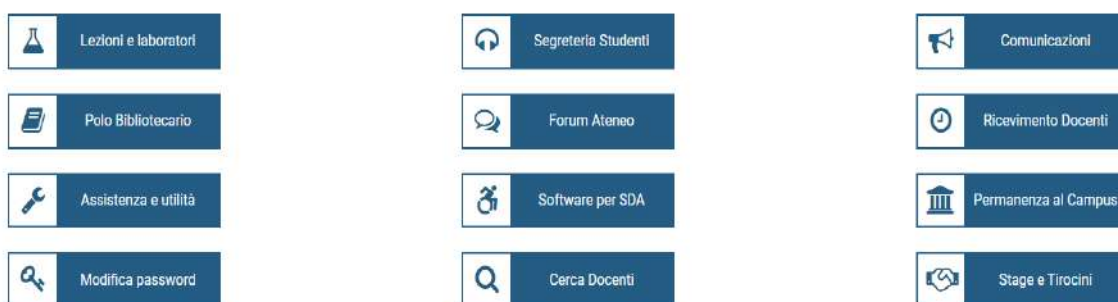 Lezioni e laboratori
Segreteria Studenti
Comunicazioni
Polo Bibliotecario
Forum Ateneo
Ricevimento Docenti
Assistenza e utilità
Software per SDA
Permanenza al Campus
Modifica password
Cerca Docenti
Stage e Tirocini